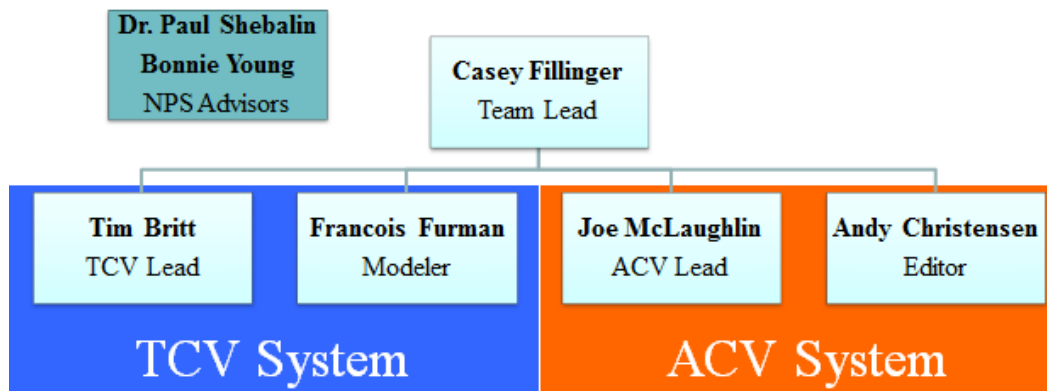 Dr. Paul Shebalin
Bonnie Young
NPS Advisors
Casey Fillinger
Team Lead
Tim Britt
TCV Lead
Francois Furman
Modeler
Joe McLaughlin
ACV Lead
Andy Christensen
Editor
TCV System
ACV System